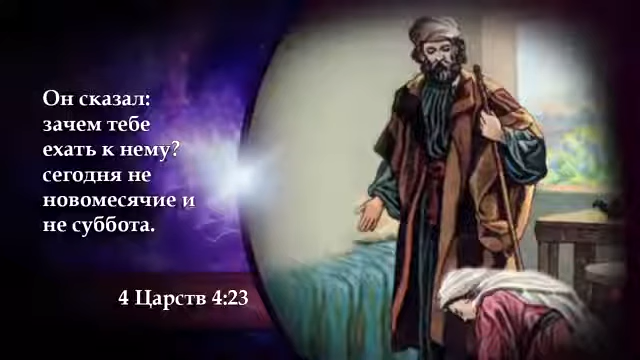 Он сказал:
зачем тебе
ехать к нему?
сегодня не
новомесячие и
не суббота.
4 Царств 4:23